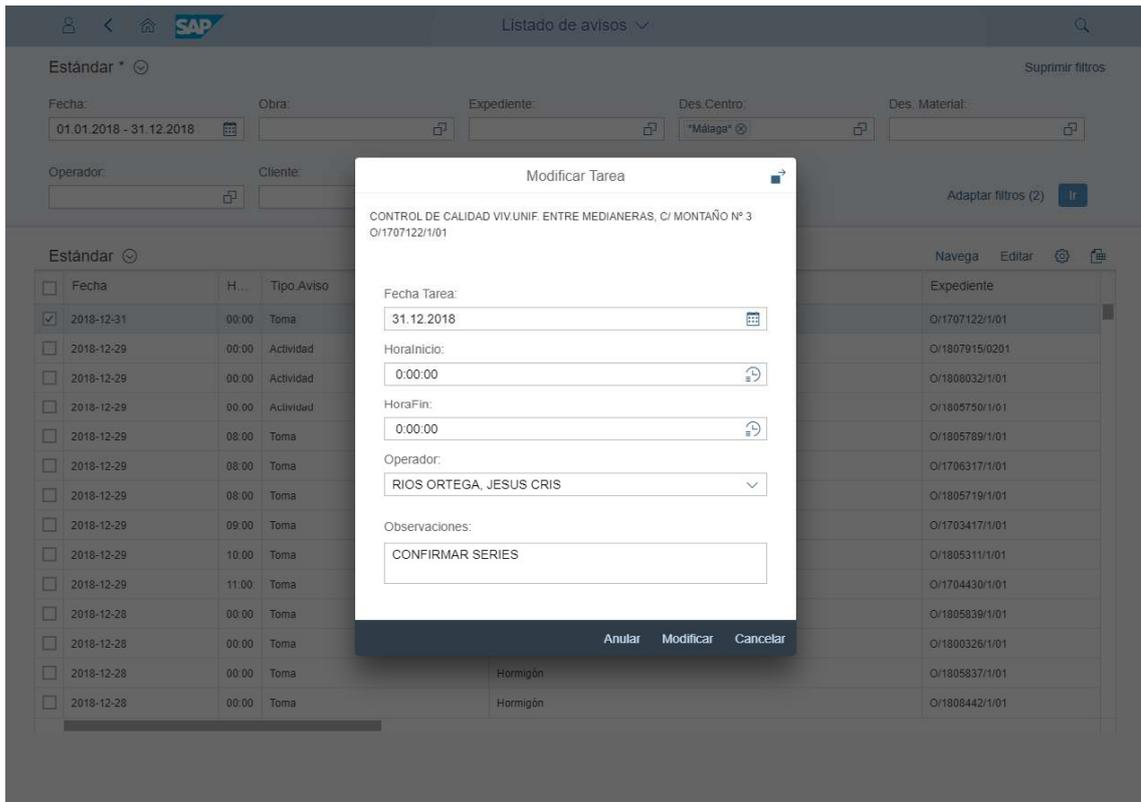 SAP
Listado de avisos
Estándar *
Suprimir filtros
Fecha: Obra: Expediente: Des.Centro: Des. Material:
01.01.2018 - 31.12.2018 *Málaga*
Operador: Cliente:
Adaptar filtros (2) Ir
Modificar Tarea
CONTROL DE CALIDAD VIV.UNIF. ENTRE MEDIANERAS, C/ MONTAÑO Nº 3
O/1707122/1/01
Fecha Tarea:
31.12.2018
HoraInicio:
0:00:00
HoraFin:
0:00:00
Operador:
RIOS ORTEGA, JESUS CRIS
Observaciones:
CONFIRMAR SERIES
Anular Modificar Cancelar
Estándar Navega Editar
Fecha H... Tipo.Aviso Expediente
2018-12-31 00:00 Toma O/1707122/1/01
2018-12-29 00:00 Actividad O/1807915/0201
2018-12-29 00:00 Actividad O/1808032/1/01
2018-12-29 00:00 Actividad O/1805750/1/01
2018-12-29 08:00 Toma O/1805789/1/01
2018-12-29 08:00 Toma O/1706317/1/01
2018-12-29 08:00 Toma O/1805719/1/01
2018-12-29 09:00 Toma O/1703417/1/01
2018-12-29 10:00 Toma O/1805311/1/01
2018-12-29 11:00 Toma O/1704430/1/01
2018-12-28 00:00 Toma O/1805839/1/01
2018-12-28 00:00 Toma O/1800326/1/01
2018-12-28 00:00 Toma Hormigón O/1805837/1/01
2018-12-28 00:00 Toma Hormigón O/1808442/1/01